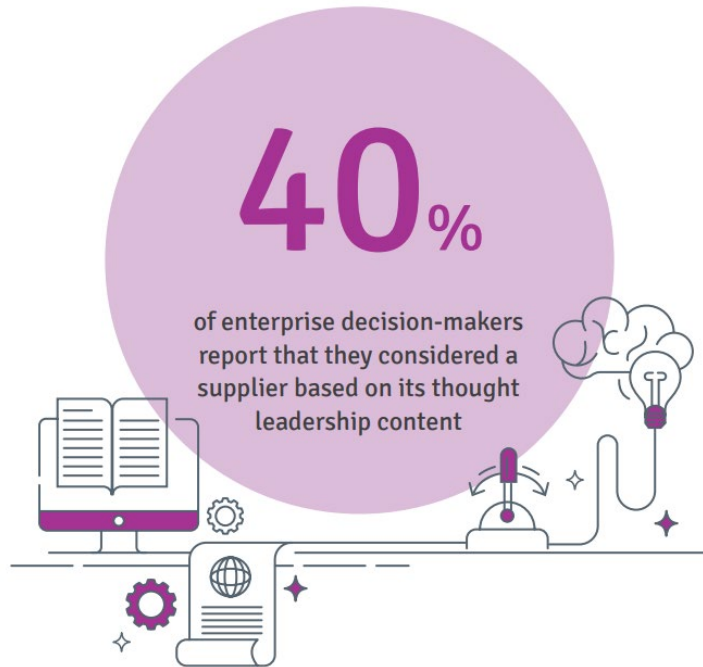 40%
of enterprise decision-makers
report that they considered a
supplier based on its thought
leadership content